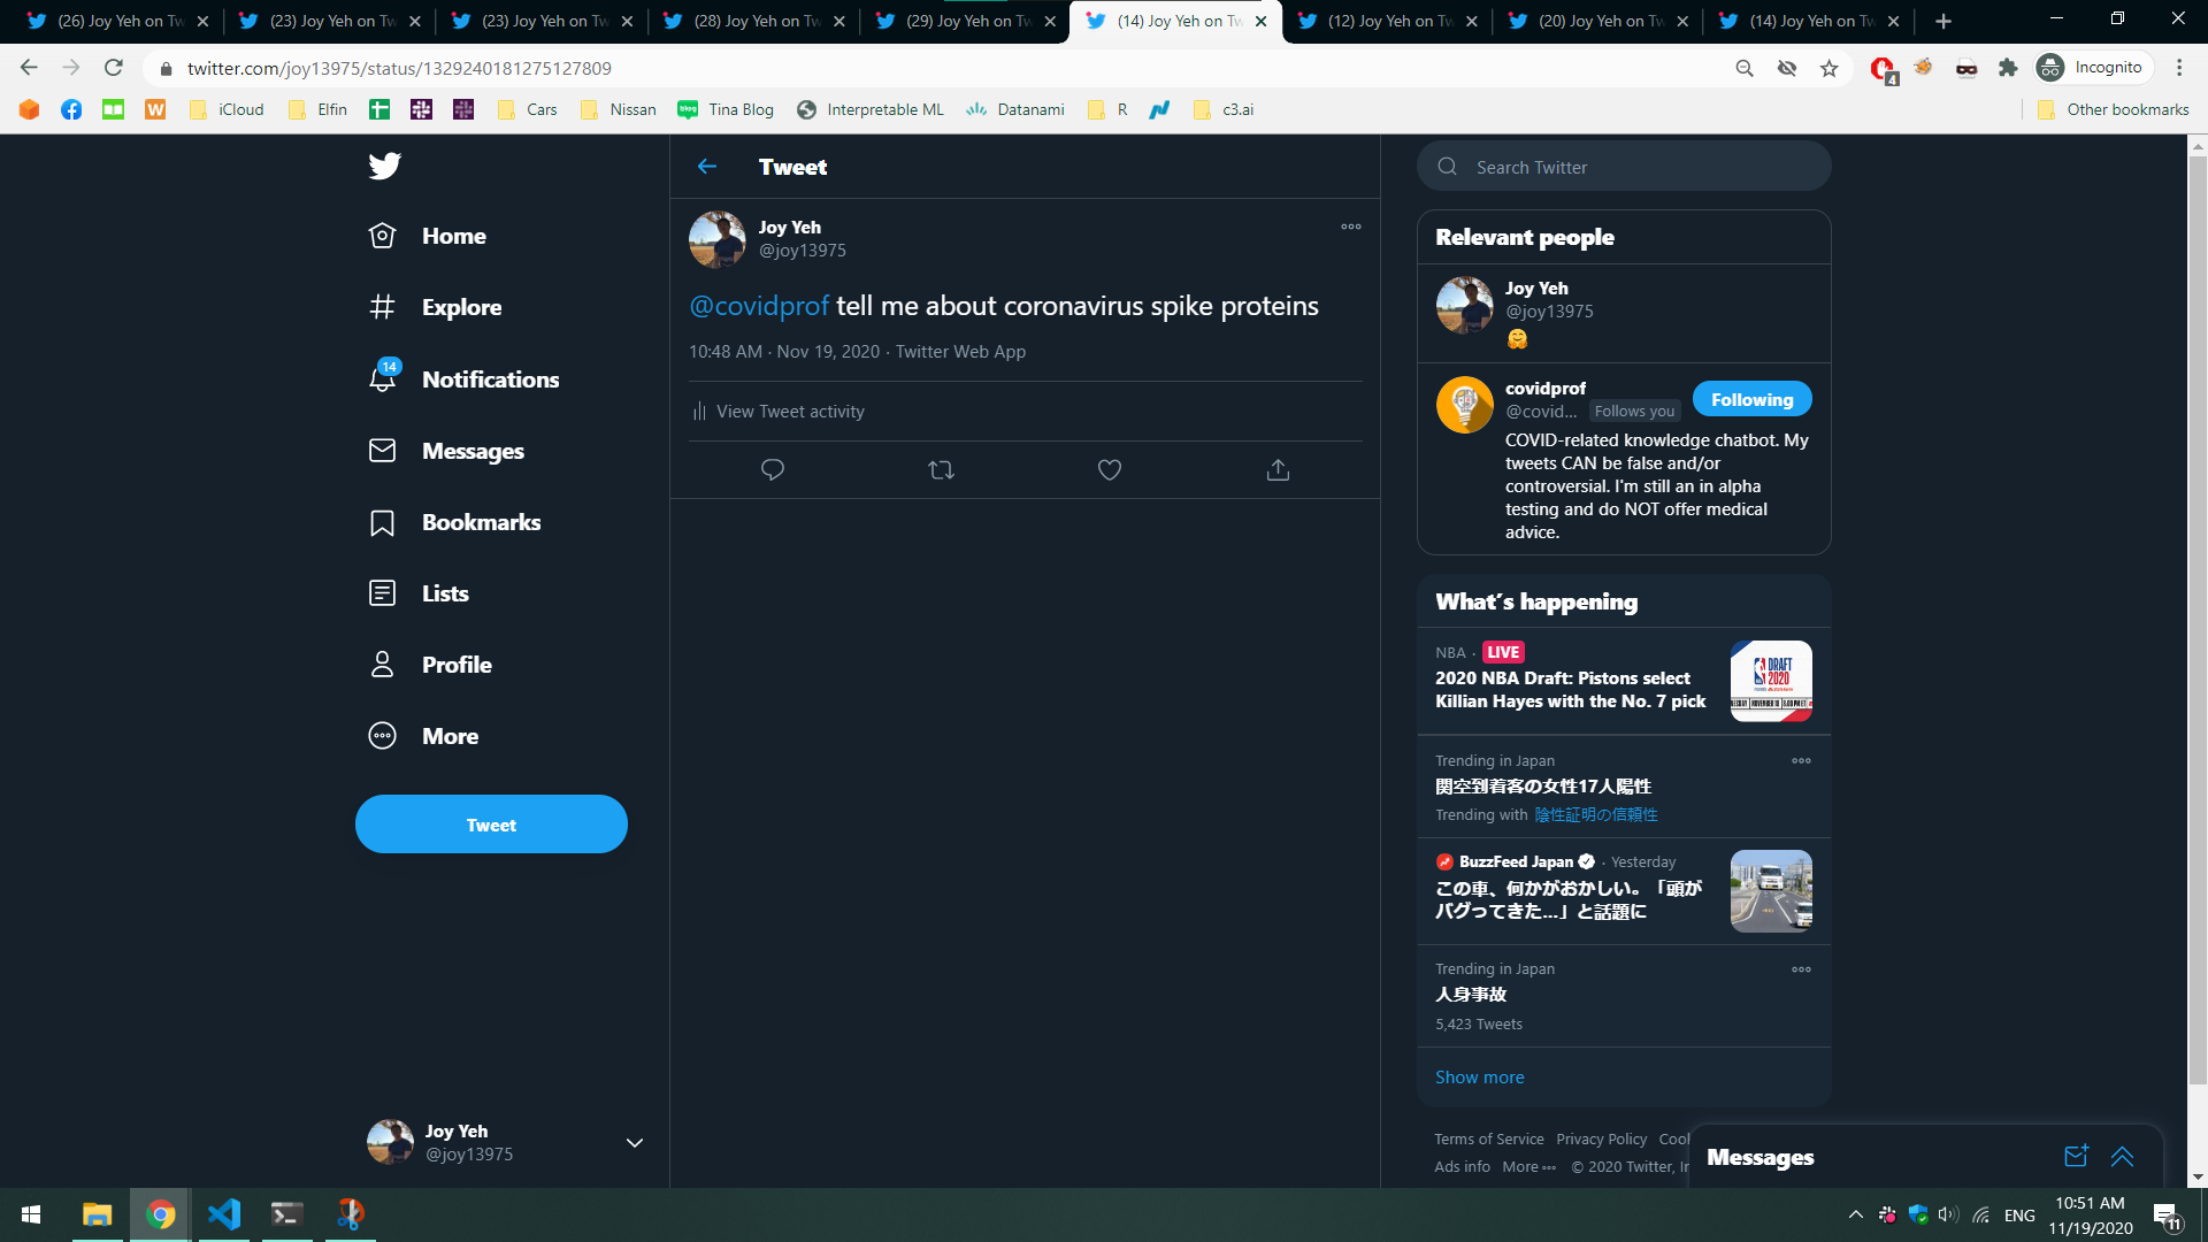 (26) Joy Yeh on Tw
(23) Joy Yeh on Tw
(23) Joy Yeh on Tw
(28) Joy Yeh on Tw
(29) Joy Yeh on Tw
(14) Joy Yeh on Tw
(12) Joy Yeh on Tw
(20) Joy Yeh on Tw
(14) Joy Yeh on Tw
twitter.com/joy13975/status/1329240181275127809
4
Incognito
iCloud
Elfin
Cars
Nissan
Tina Blog
Interpretable ML
Datanami
R
c3.ai
Other bookmarks
Home
Explore
14
Notifications
Messages
Bookmarks
Lists
Profile
More
Tweet
Joy Yeh
@joy13975
Tweet
Joy Yeh
@joy13975
@covidprof tell me about coronavirus spike proteins
10:48 AM · Nov 19, 2020 · Twitter Web App
View Tweet activity
Search Twitter
Relevant people
Joy Yeh
@joy13975
covidprof
@covid... Follows you
Following
COVID-related knowledge chatbot. My
tweets CAN be false and/or
controversial. I'm still an in alpha
testing and do NOT offer medical
advice.
What's happening
NBA · LIVE
2020 NBA Draft: Pistons select
Killian Hayes with the No. 7 pick
DRAFT
2020
Trending in Japan
関空到着客の女性17人陽性
Trending with 陰性証明の信頼性
BuzzFeed Japan · Yesterday
この車、何かがおかしい。「頭が
バグってきた...」と話題に
Trending in Japan
人身事故
5,423 Tweets
Show more
Terms of Service Privacy Policy Cool
Ads info More ··· © 2020 Twitter, In
Messages
ENG
10:51 AM
11/19/2020
11